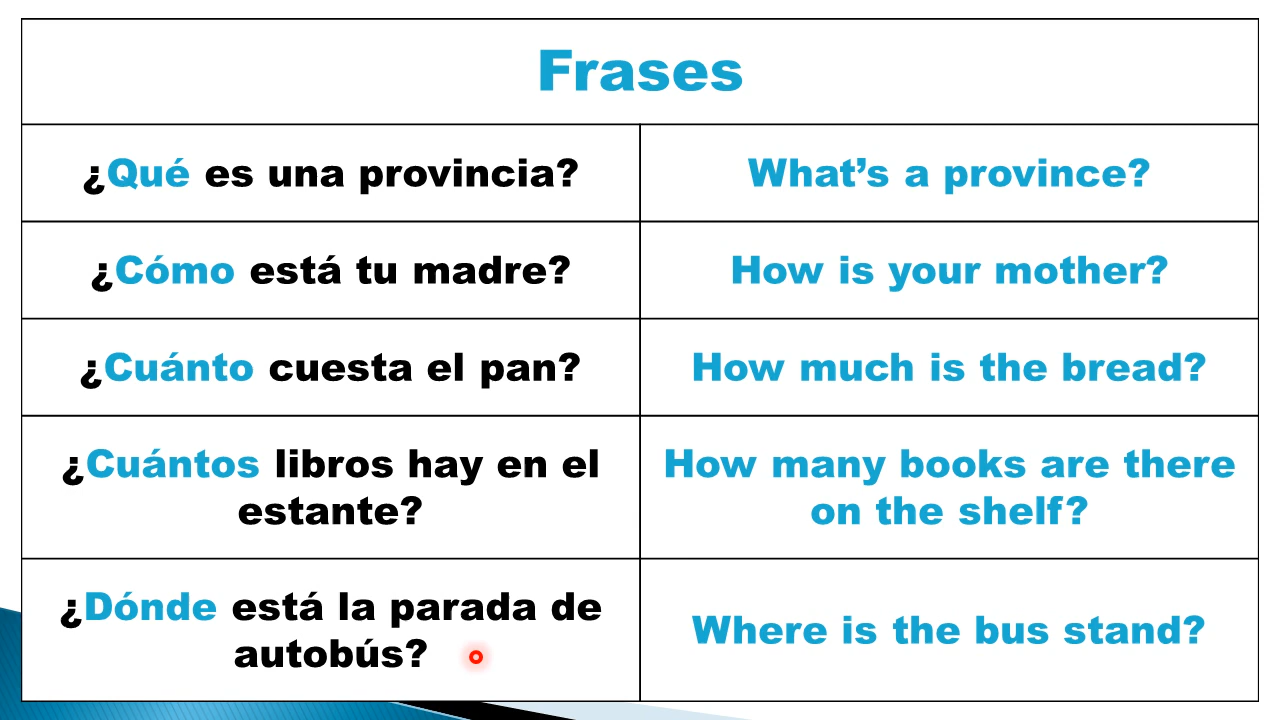 Frases
¿Qué es una provincia?
What’s a province?
¿Cómo está tu madre?
How is your mother?
¿Cuánto cuesta el pan?
How much is the bread?
¿Cuántos libros hay en el
estante?
How many books are there
on the shelf?
¿Dónde está la parada de
autobús?
Where is the bus stand?